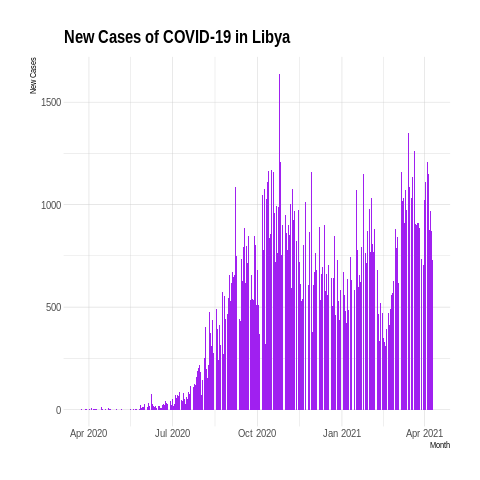 New Cases of COVID-19 in Libya
New Cases
1500
1000
500
0
Apr 2020 Jul 2020 Oct 2020 Jan 2021 Apr 2021
Month